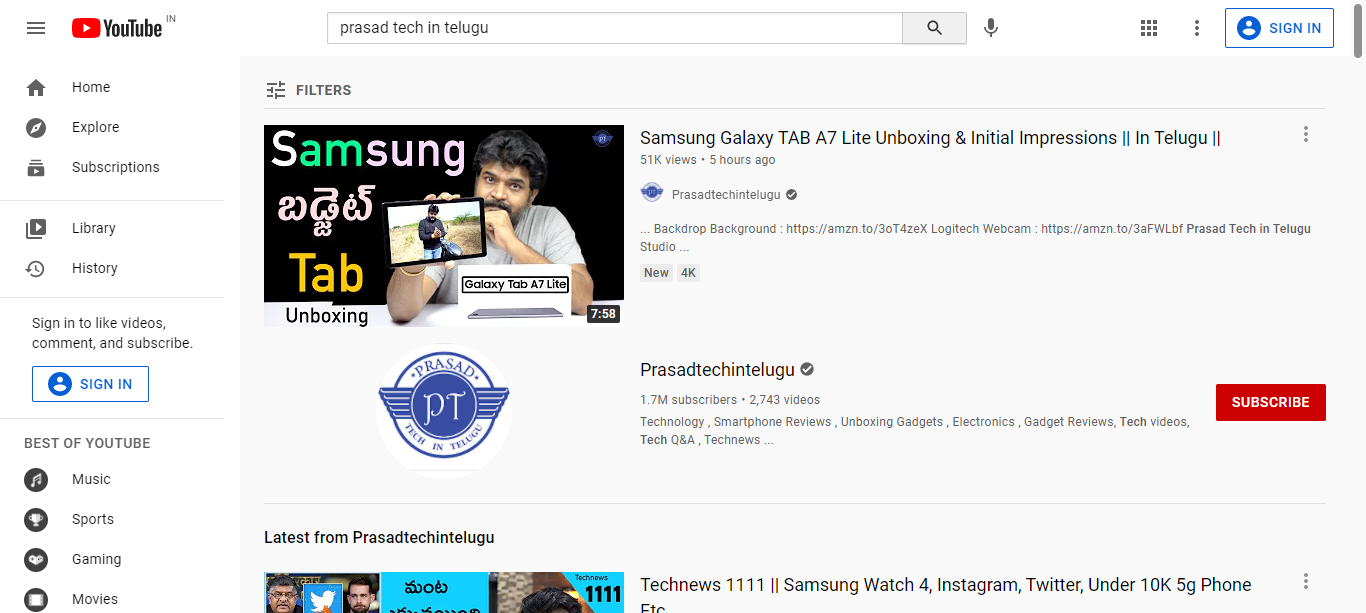 YouTube IN
prasad tech in telugu
SIGN IN
Home
Explore
Subscriptions
Library
History
Sign in to like videos,
comment, and subscribe.
SIGN IN
BEST OF YOUTUBE
Music
Sports
Gaming
Movies
FILTERS
Samsung
బడ్జెట్
Tab
Unboxing
Galaxy Tab A7 Lite
7:58
Samsung Galaxy TAB A7 Lite Unboxing & Initial Impressions || In Telugu ||
51K views • 5 hours ago
Prasadtechintelugu
... Backdrop Background : https://amzn.to/3oT4zeX Logitech Webcam : https://amzn.to/3aFWLbf Prasad Tech in Telugu
Studio ...
New 4K
PRASAD
PT
TECH IN TELUGU
Prasadtechintelugu
1.7M subscribers • 2,743 videos
Technology , Smartphone Reviews , Unboxing Gadgets , Electronics , Gadget Reviews, Tech videos,
Tech Q&A , Technews ...
SUBSCRIBE
Latest from Prasadtechintelugu
మంట
Technews
1111
Technews 1111 || Samsung Watch 4, Instagram, Twitter, Under 10K 5g Phone
Etc